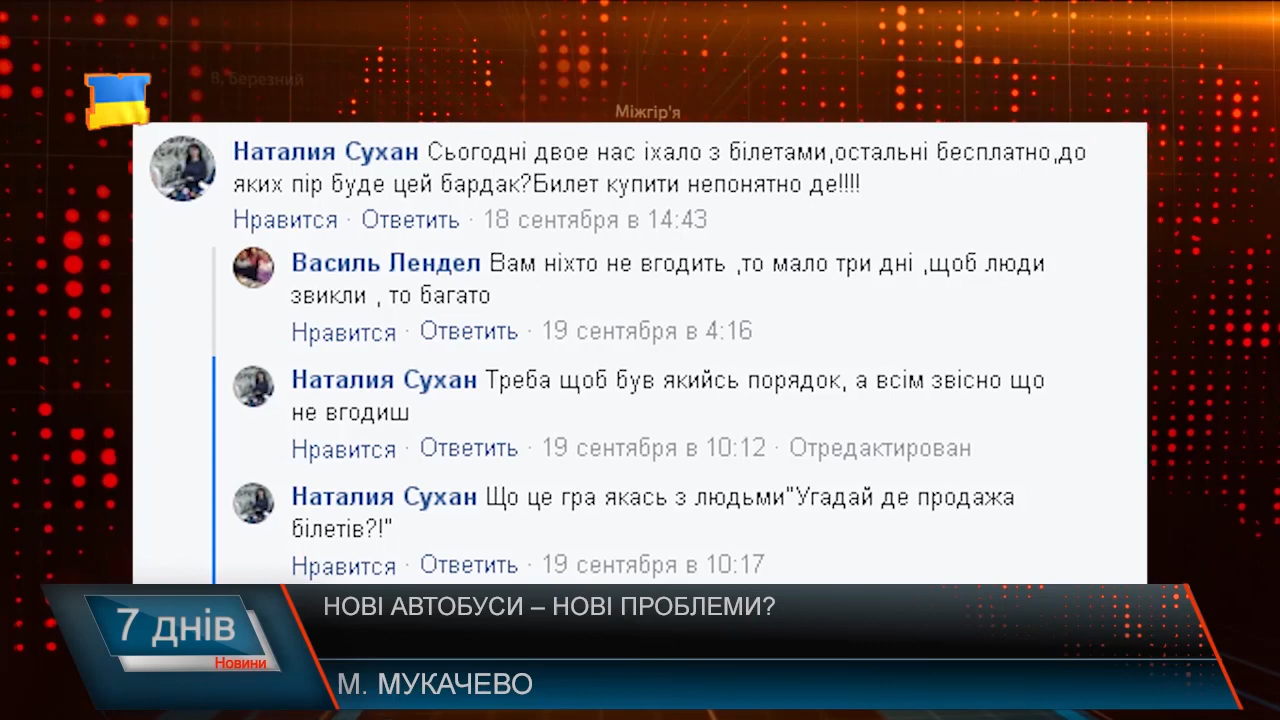 В. Березний
Міжгір'я
Наталия Сухан Сьогодні двое нас їхало з білетами,остальні бесплатно,до
яких пір буде цей бардак?Билет купити непонятно де!!!!
Нравится · Ответить · 18 сентября в 14:43
Василь Лендел Вам ніхто не вгодить ,то мало три дні ,щоб люди
звикли , то багато
Нравится · Ответить · 19 сентября в 4:16
Наталия Сухан Треба щоб був якийсь порядок, а всім звісно що
не вгодиш
Нравится · Ответить · 19 сентября в 10:12 · Отредактирован
Наталия Сухан Що це гра якась з людьми"Угадай де продажа
білетів?!"
Нравится · Ответить · 19 сентября в 10:17
НОВІ АВТОБУСИ – НОВІ ПРОБЛЕМИ?
7 днів
Новини
М. МУКАЧЕВО